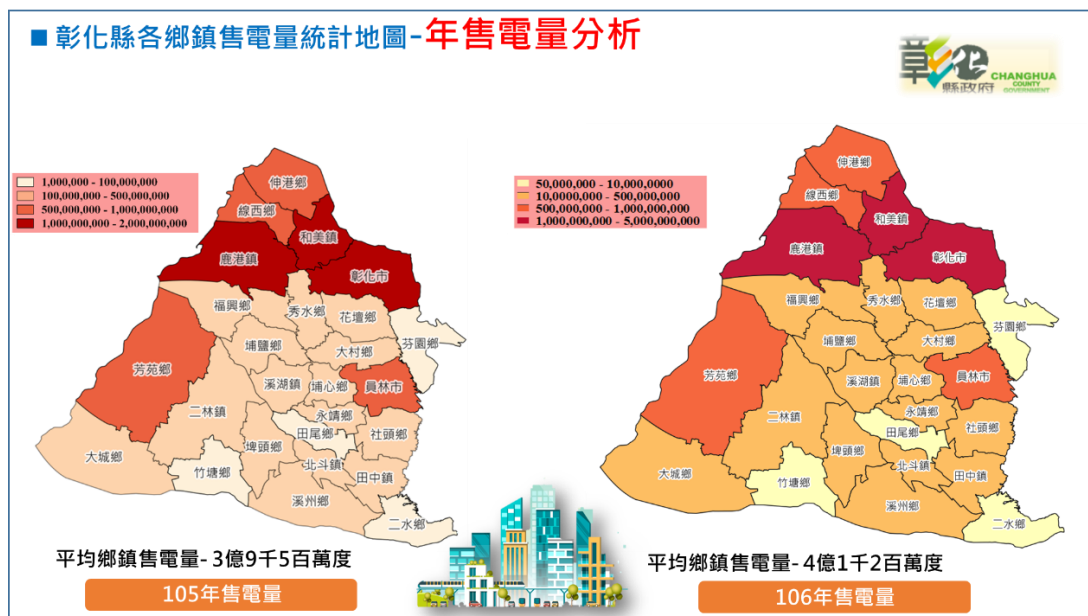 ■ 彰化縣各鄉鎮售電量統計地圖-年售電量分析
彰化
縣政府
CHANGHUA
COUNTY
GOVERNMENT
1,000,000 - 100,000,000
100,000,000 - 500,000,000
500,000,000 - 1,000,000,000
1,000,000,000 - 2,000,000,000
伸港鄉
線西鄉
和美鎮
鹿港鎮
彰化市
福興鄉
秀水鄉
花壇鄉
芬園鄉
埔鹽鄉
大村鄉
芳苑鄉
溪湖鎮
埔心鄉
員林市
二林鎮
永靖鄉
田尾鄉
社頭鄉
埤頭鄉
大城鄉
竹塘鄉
北斗鎮
田中鎮
溪州鄉
二水鄉
平均鄉鎮售電量- 3億9千5百萬度
105年售電量
50,000,000 - 10,000,0000
10,0000,000 - 500,000,000
500,000,000 - 1,000,000,000
1,000,000,000 - 5,000,000,000
伸港鄉
線西鄉
和美鎮
鹿港鎮
彰化市
福興鄉
秀水鄉
花壇鄉
芬園鄉
埔鹽鄉
大村鄉
芳苑鄉
溪湖鎮
埔心鄉
員林市
二林鎮
永靖鄉
田尾鄉
社頭鄉
埤頭鄉
大城鄉
竹塘鄉
北斗鎮
田中鎮
溪州鄉
二水鄉
平均鄉鎮售電量- 4億1千2百萬度
106年售電量